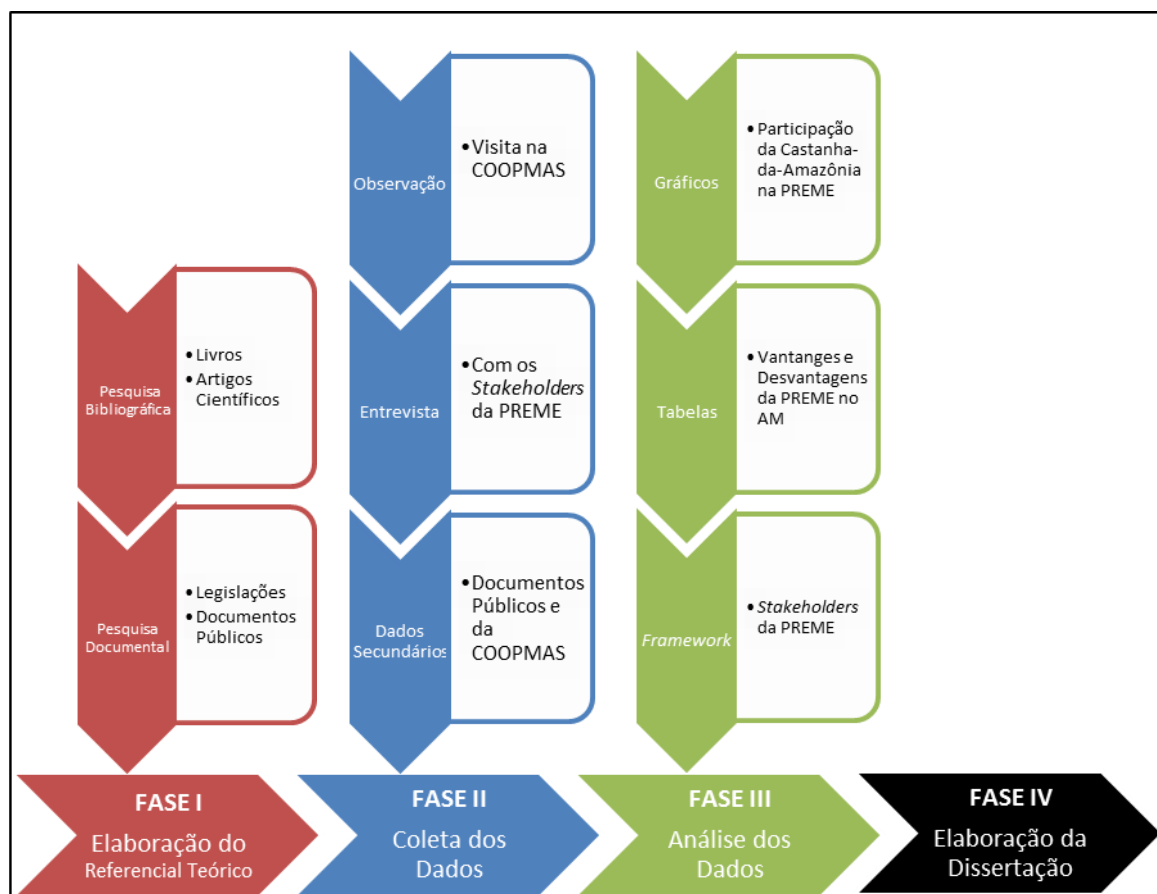 Pesquisa
Bibliográfica
•Livros
•Artigos
Científicos
Pesquisa
Documental
•Legislações
•Documentos
Públicos
Observação
•Visita na
COOPMAS
Entrevista
•Com os
Stakeholders
da PREME
Dados
Secundários
•Documentos
Públicos e
da
COOPMAS
Gráficos
•Participação
da Castanha-
da-Amazônia
na PREME
Tabelas
•Vantanges e
Desvantagens
da PREME no
AM
Framework
•Stakeholders
da PREME
FASE I
Elaboração do
Referencial Teórico
FASE II
Coleta dos
Dados
FASE III
Análise dos
Dados
FASE IV
Elaboração da
Dissertação